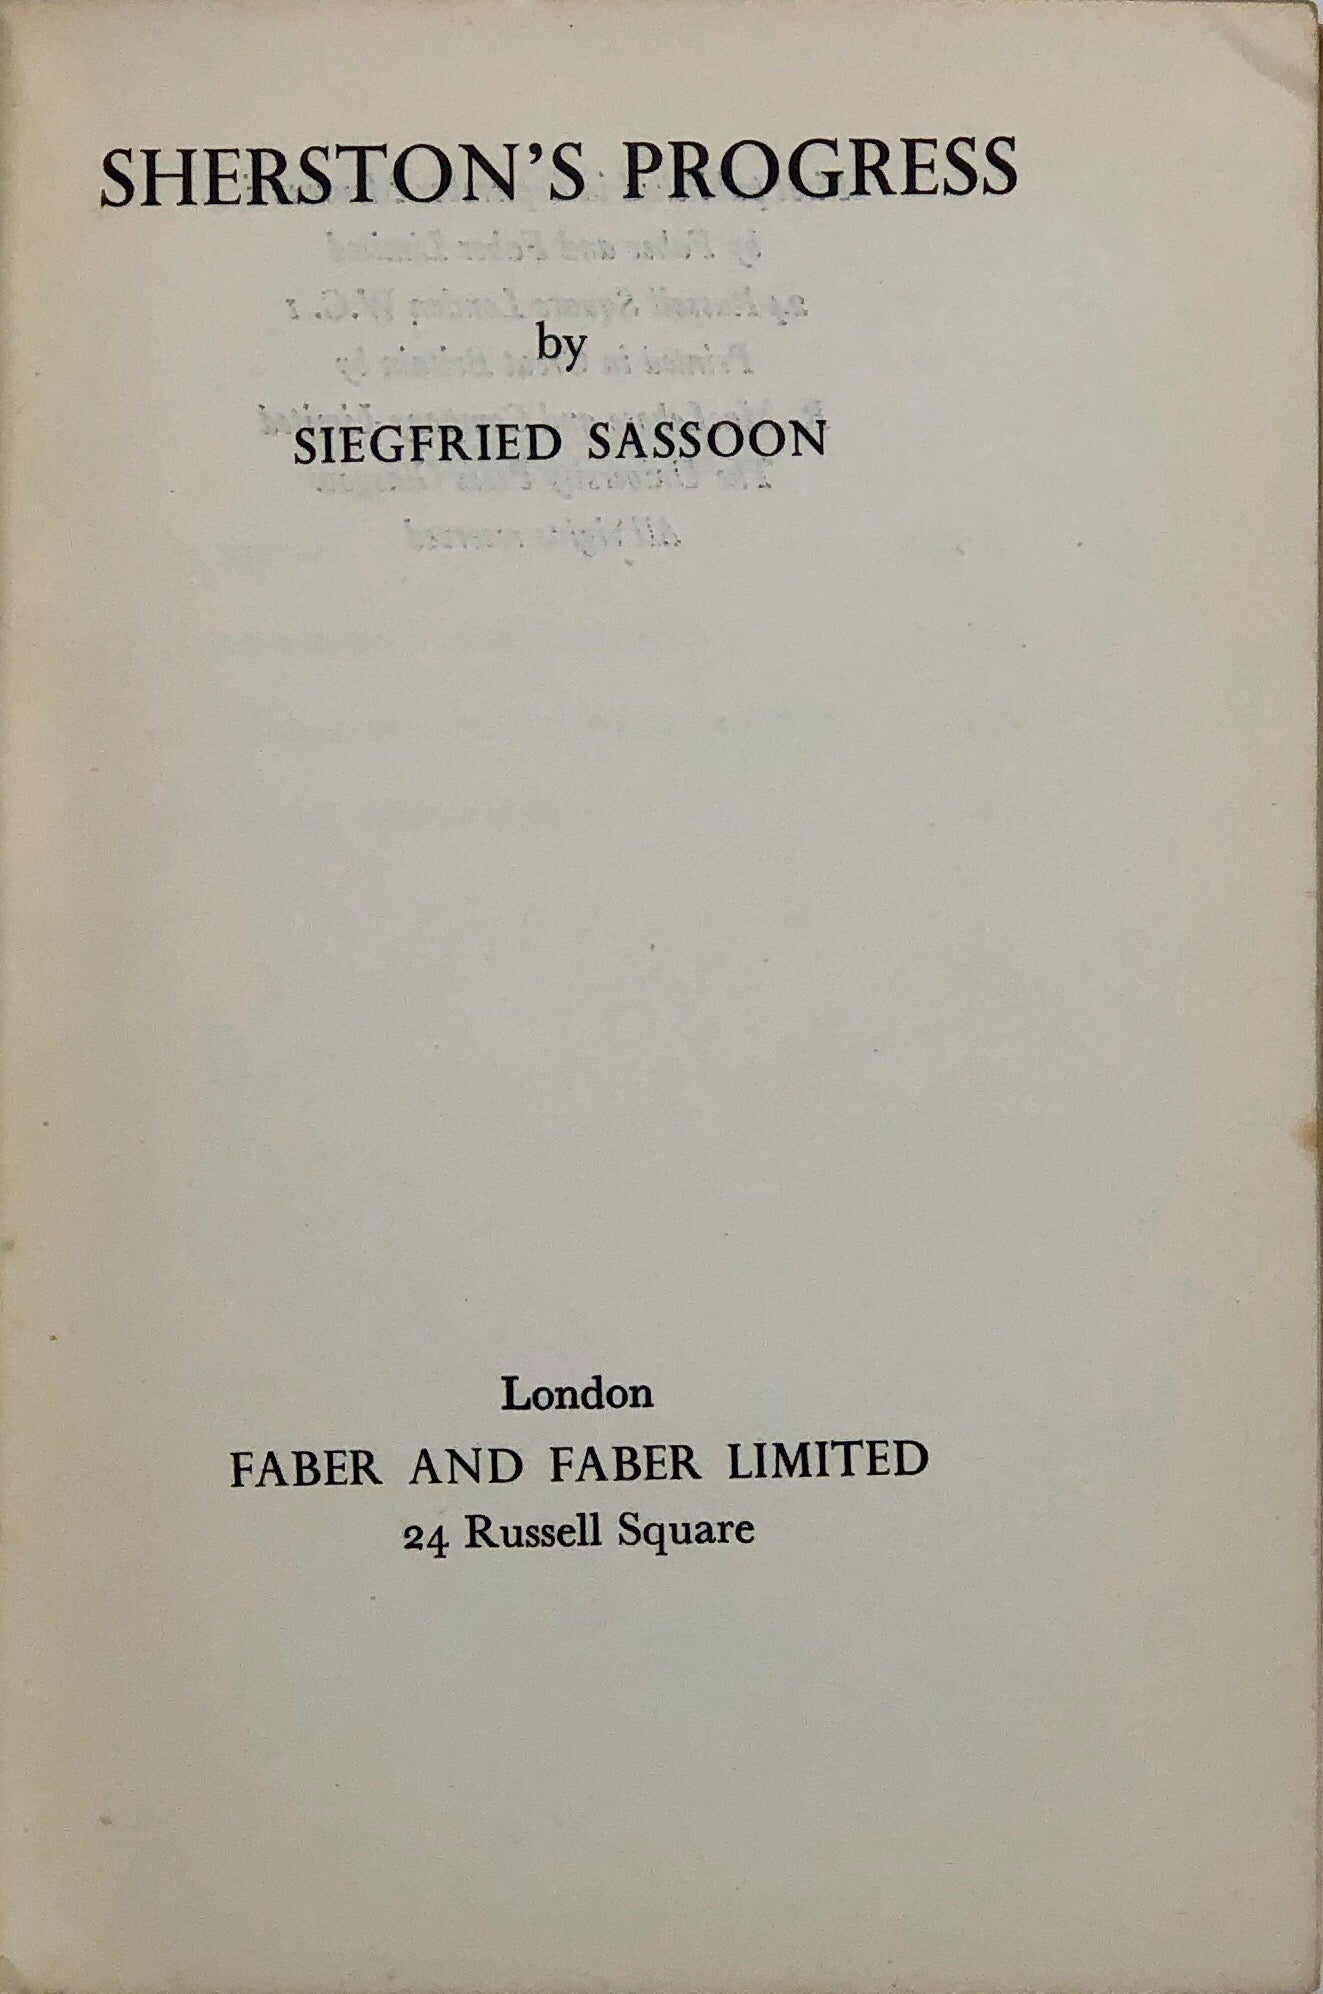 SHERSTON'S PROGRESS
by
SIEGFRIED SASSOON
London
FABER AND FABER LIMITED
24 Russell Square